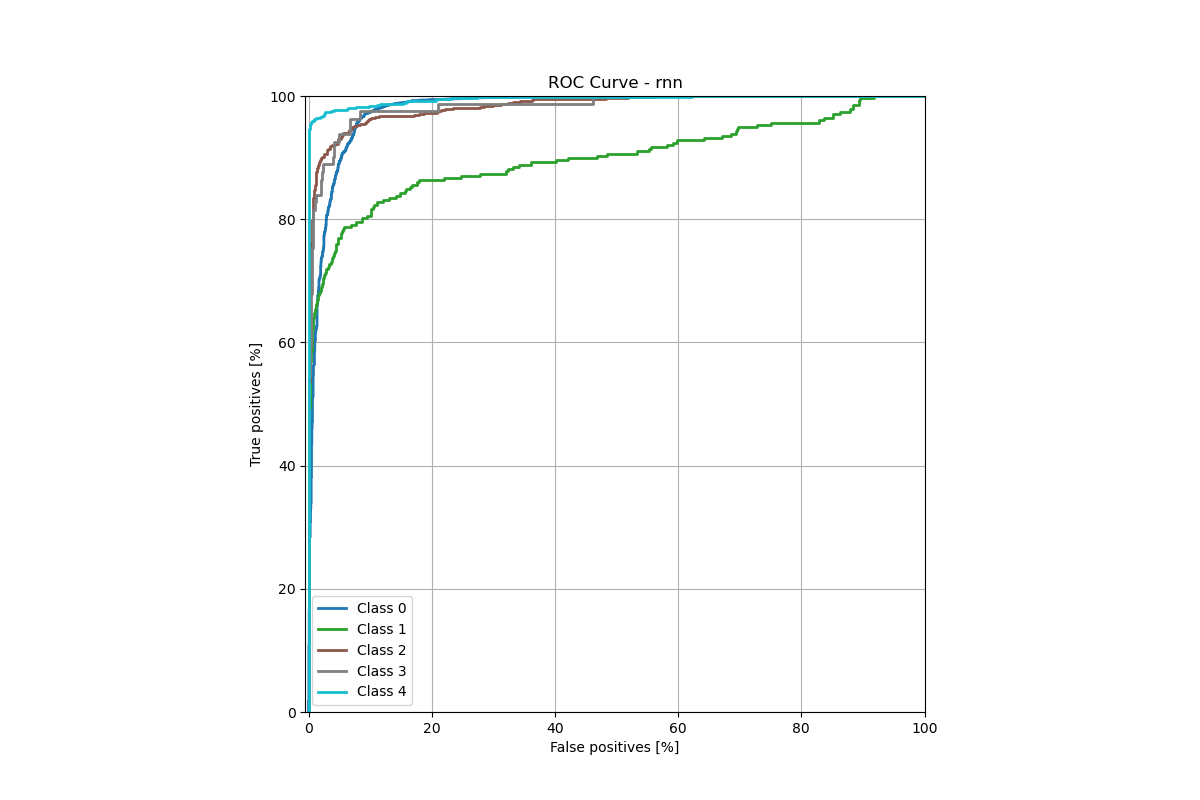 ROC Curve - rnn
100
80
60
40
20
0
True positives [%]
Class 0
Class 1
Class 2
Class 3
Class 4
0 20 40 60 80 100
False positives [%]